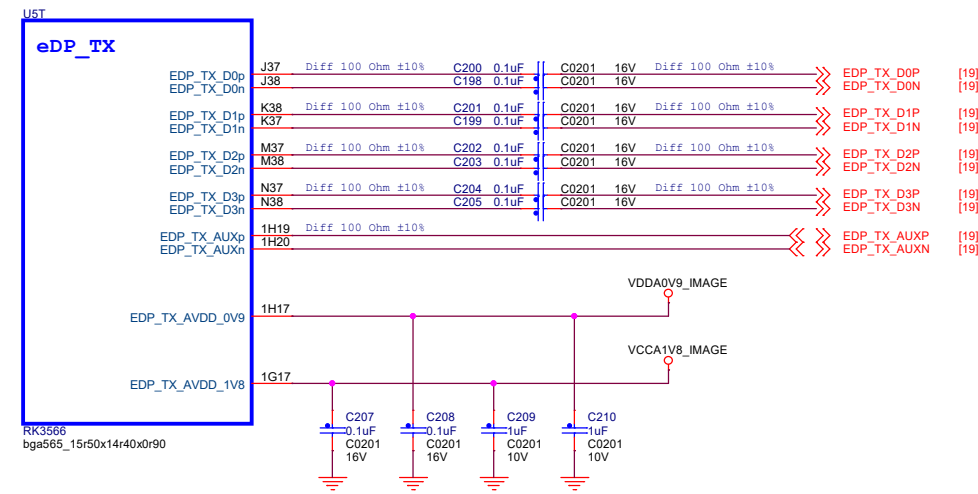 U5T
eDP_TX
EDP_TX_D0p J37 Diff 100 Ohm ±10% C200 0.1uF C0201 16V Diff 100 Ohm ±10% EDP_TX_D0P [19]
EDP_TX_D0n J38 C198 0.1uF C0201 16V EDP_TX_D0N [19]
EDP_TX_D1p K38 Diff 100 Ohm ±10% C201 0.1uF C0201 16V Diff 100 Ohm ±10% EDP_TX_D1P [19]
EDP_TX_D1n K37 C199 0.1uF C0201 16V EDP_TX_D1N [19]
EDP_TX_D2p M37 Diff 100 Ohm ±10% C202 0.1uF C0201 16V Diff 100 Ohm ±10% EDP_TX_D2P [19]
EDP_TX_D2n M38 C203 0.1uF C0201 16V EDP_TX_D2N [19]
EDP_TX_D3p N37 Diff 100 Ohm ±10% C204 0.1uF C0201 16V Diff 100 Ohm ±10% EDP_TX_D3P [19]
EDP_TX_D3n N38 C205 0.1uF C0201 16V EDP_TX_D3N [19]
EDP_TX_AUXp 1H19 Diff 100 Ohm ±10% EDP_TX_AUXP [19]
EDP_TX_AUXn 1H20 EDP_TX_AUXN [19]
VDDA0V9_IMAGE
EDP_TX_AVDD_0V9 1H17
VCCA1V8_IMAGE
EDP_TX_AVDD_1V8 1G17
C207 C208 C209 C210
0.1uF 0.1uF 1uF 1uF
C0201 C0201 C0201 C0201
16V 16V 10V 10V
RK3566
bga565_15r50x14r40x0r90